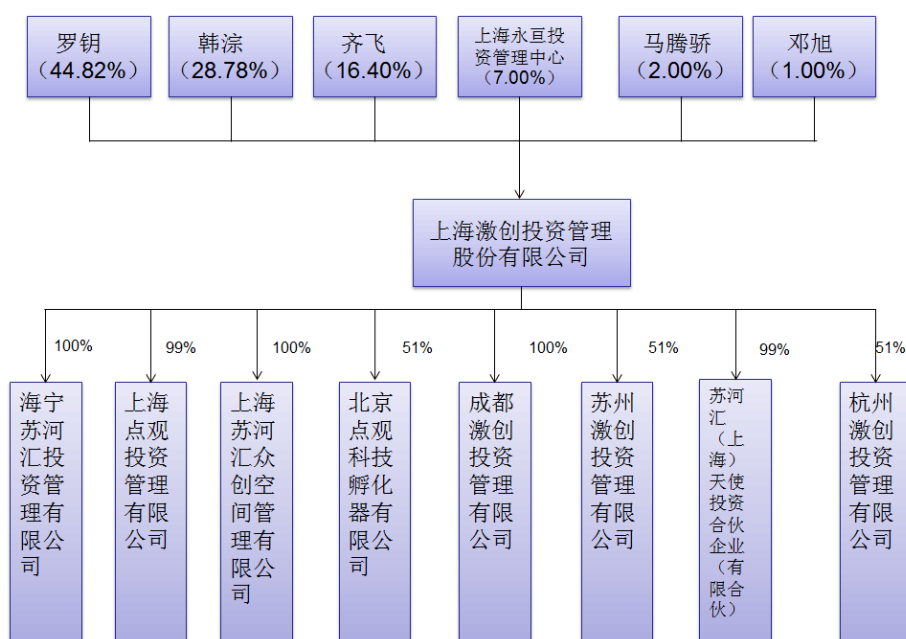 罗钥
（44.82%）
韩淙
（28.78%）
齐飞
（16.40%）
上海永亘投
资管理中心
（7.00%）
马腾骄
（2.00%）
邓旭
（1.00%）
上海激创投资管理
股份有限公司
100%
99%
100%
51%
100%
51%
99%
51%
海宁
苏河
汇投
资管
理有
限公
司
上海
点观
投资
管理
有限
公司
上海
苏河
汇众
创空
间管
理有
限公
司
北京
点观
科技
孵化
器有
限公
司
成都
激创
投资
管理
有限
公司
苏州
激创
投资
管理
有限
公司
苏河
汇
（上
海）
天使
投资
合伙
企业
（有
限合
伙）
杭州
激创
投资
管理
有限
公司